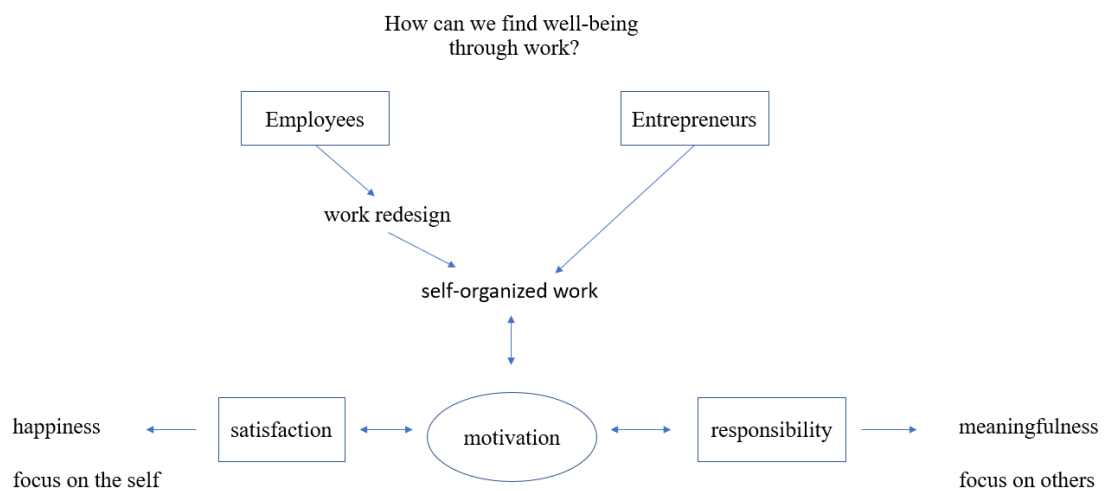 How can we find well-being
through work?
Employees
Entrepreneurs
work redesign
self-organized work
happiness
satisfaction
motivation
responsibility
meaningfulness
focus on the self
focus on others